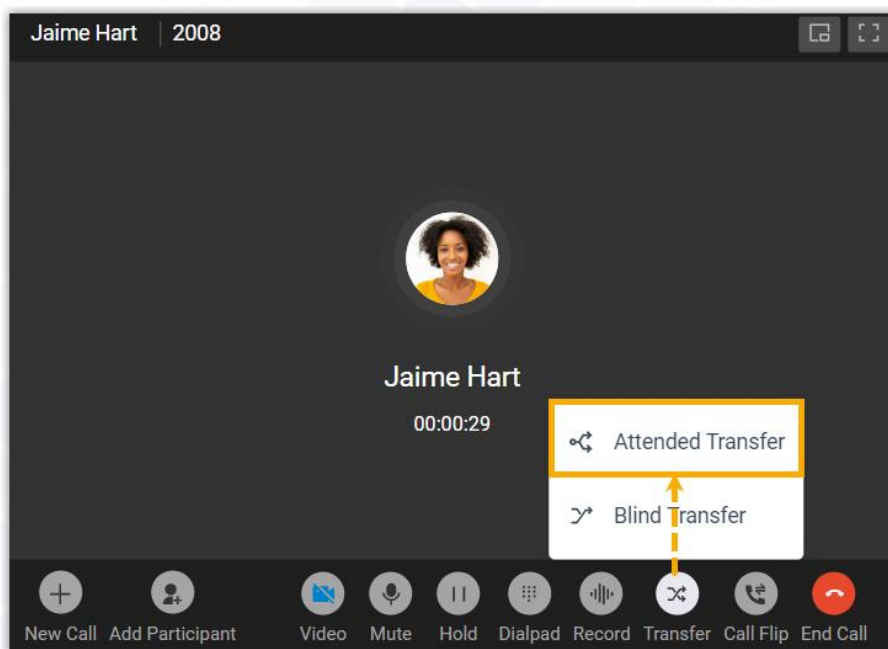 Jaime Hart 2008
Jaime Hart
00:00:29
Attended Transfer
Blind Transfer
New Call Add Participant Video Mute Hold Dialpad Record Transfer Call Flip End Call